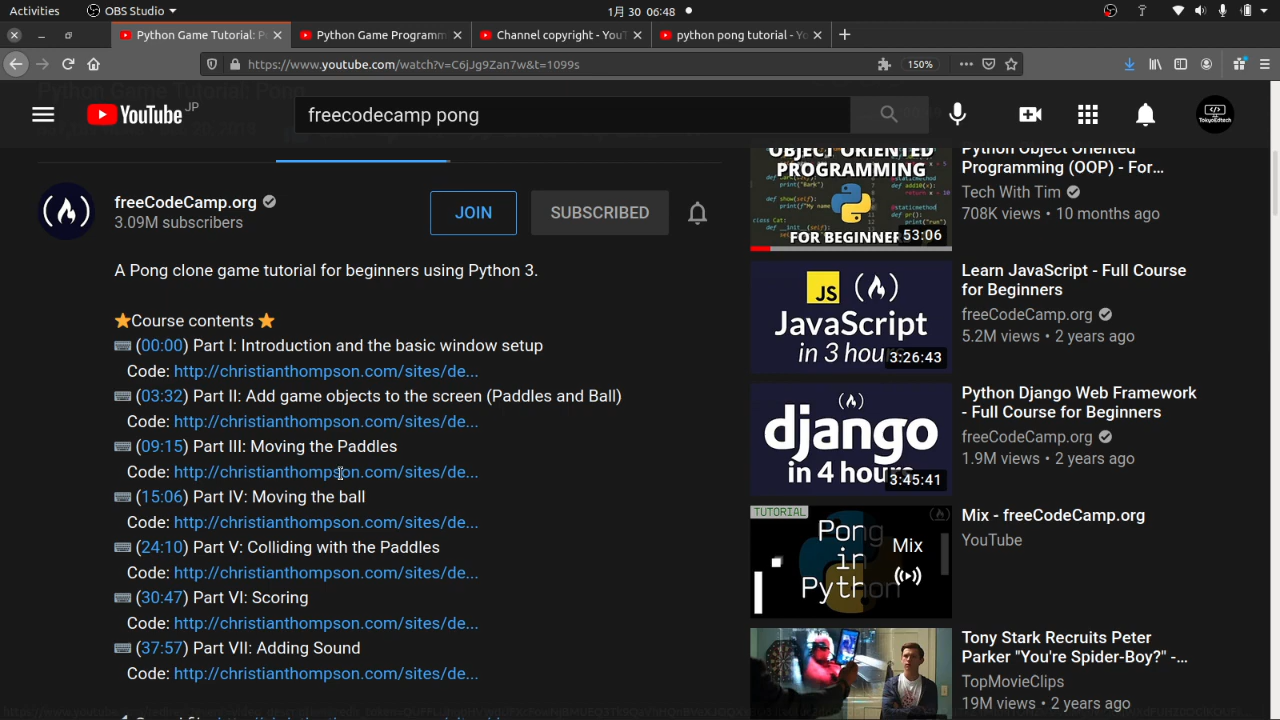 Activities
OBS Studio
1月 30 06:48
Python Game Tutorial: P
Python Game Programm
Channel copyright - YouT
python pong tutorial - Yo
https://www.youtube.com/watch?v=C6jJg9Zan7w&t=1099s
150%
Python Game Tutorial: Pong
YouTube JP
freecodecamp pong
TokyoEdtech
freeCodeCamp.org
3.09M subscribers
JOIN
SUBSCRIBED
A Pong clone game tutorial for beginners using Python 3.
⭐Course contents ⭐
⌨️ (00:00) Part I: Introduction and the basic window setup
Code: http://christianthompson.com/sites/de...
⌨️ (03:32) Part II: Add game objects to the screen (Paddles and Ball)
Code: http://christianthompson.com/sites/de...
⌨️ (09:15) Part III: Moving the Paddles
Code: http://christianthompson.com/sites/de...
⌨️ (15:06) Part IV: Moving the ball
Code: http://christianthompson.com/sites/de...
⌨️ (24:10) Part V: Colliding with the Paddles
Code: http://christianthompson.com/sites/de...
⌨️ (30:47) Part VI: Scoring
Code: http://christianthompson.com/sites/de...
⌨️ (37:57) Part VII: Adding Sound
Code: http://christianthompson.com/sites/de...
OBJECT ORIENTED
PROGRAMMING
FOR BEGINNER
53:06
Python Object Oriented
Programming (OOP) - For...
Tech With Tim
708K views • 10 months ago
JS
JavaScript
in 3 hou
3:26:43
Learn JavaScript - Full Course
for Beginners
freeCodeCamp.org
5.2M views • 2 years ago
django
in 4 hours
3:45:41
Python Django Web Framework
- Full Course for Beginners
freeCodeCamp.org
1.9M views • 2 years ago
TUTORIAL
Pong
in
Python
Mix
Mix - freeCodeCamp.org
YouTube
Tony Stark Recruits Peter
Parker "You're Spider-Boy?" -...
TopMovieClips
19M views • 2 years ago